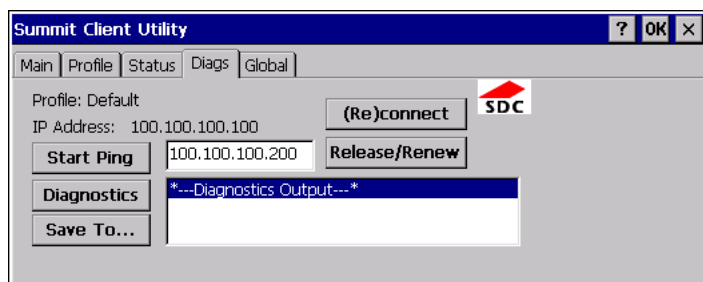 Summit Client Utility ? OK ×
Main Profile Status Diags Global
Profile: Default
(Re)connect
SDC
IP Address: 100.100.100.100
Start Ping 100.100.100.200 Release/Renew
Diagnostics *---Diagnostics Output---*
Save To...